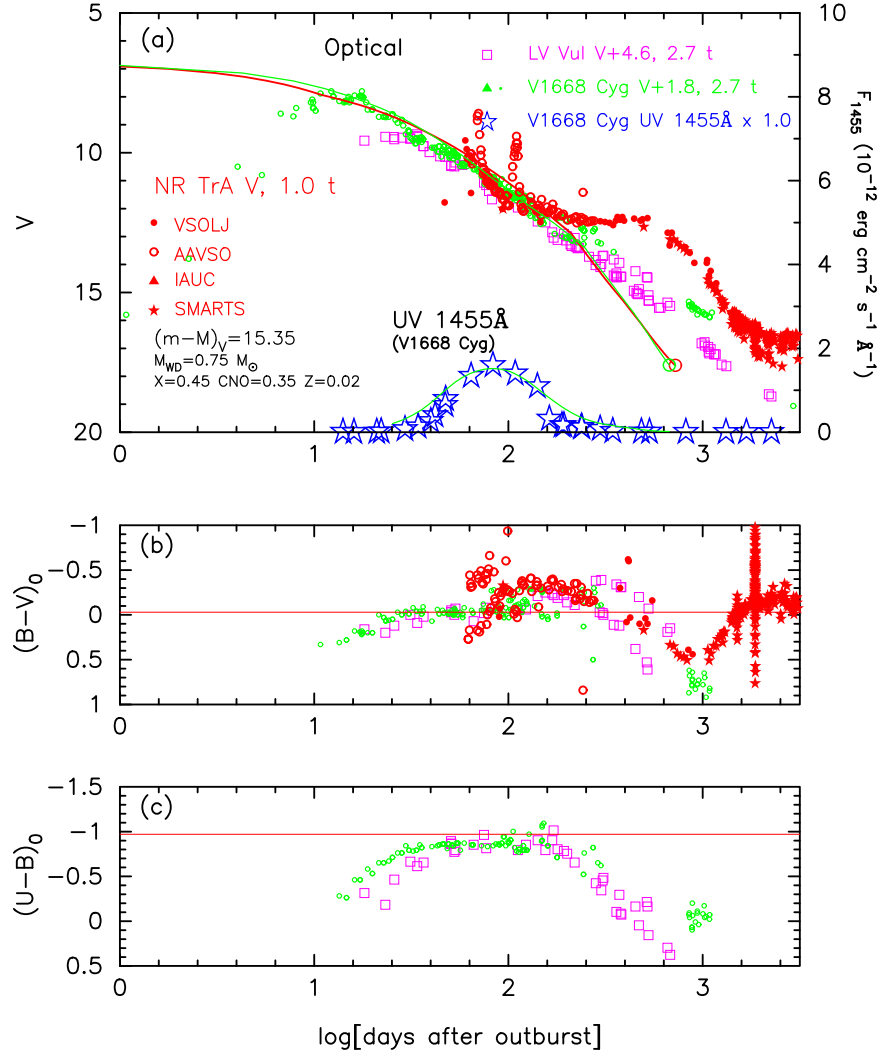 (a)
Optical
LV Vul V+4.6, 2.7 t
V1668 Cyg V+1.8, 2.7 t
V1668 Cyg UV 1455Å x 1.0
NR TrA V, 1.0 t
VSOLJ
AAVSO
IAUC
SMARTS
(m−M)V=15.35
MWD=0.75 M⊙
X=0.45 CNO=0.35 Z=0.02
UV 1455Å
(V1668 Cyg)
V
5
10
15
20
F1455 (10−12 erg cm−2 s−1 Å−1)
10
8
6
4
2
0
0
1
2
3
(b)
(B−V)0
−1
−0.5
0
0.5
1
0
1
2
3
(c)
(U−B)0
−1.5
−1
−0.5
0
0.5
0
1
2
3
log[days after outburst]